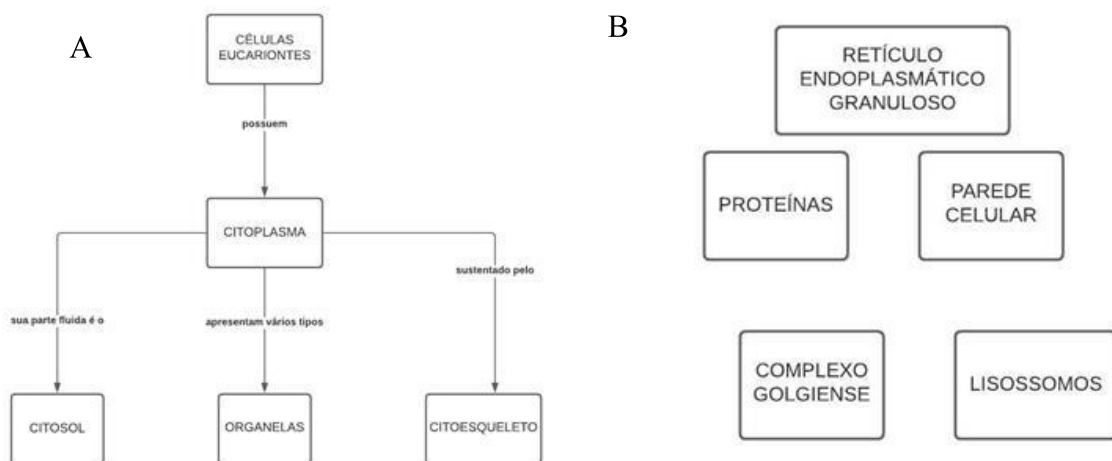 A
CÉLULAS
EUCARIONTES
possuem
CITOPLASMA
sustentado pelo
sua parte fluida é o
apresentam vários tipos
CITOSOL
ORGANELAS
CITOESQUELETO
B
RETÍCULO
ENDOPLASMÁTICO
GRANULOSO
PROTEÍNAS
PAREDE
CELULAR
COMPLEXO
GOLGIENSE
LISOSSOMOS